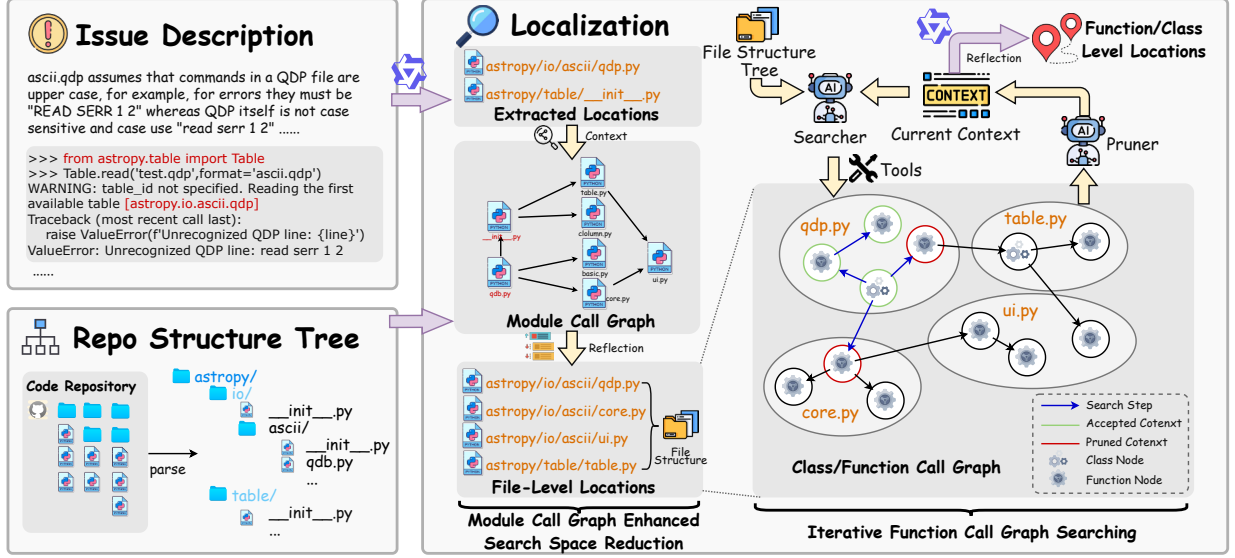 Issue Description
ascii.qdp assumes that commands in a QDP file are
upper case, for example, for errors they must be
"READ SERR 1 2" whereas QDP itself is not case
sensitive and case use "read serr 1 2" ......
>>> from astropy.table import Table
>>> Table.read('test.qdp',format='ascii.qdp')
WARNING: table_id not specified. Reading the first
available table [astropy.io.ascii.qdp]
Traceback (most recent call last):
raise ValueError(f'Unrecognized QDP line: {line}')
ValueError: Unrecognized QDP line: read serr 1 2
......
Repo Structure Tree
Code Repository
parse
astropy/
io/
__init__.py
ascii/
__init__.py
qdb.py
...
table/
__init__.py
...
Localization
astropy/io/ascii/qdp.py
astropy/table/__init__.py
Extracted Locations
Context
table.py
__init__.py
clolumn.py
basic.py
qdb.py
core.py
ui.py
Module Call Graph
Reflection
astropy/io/ascii/qdp.py
astropy/io/ascii/core.py
astropy/io/ascii/ui.py
astropy/table/table.py
File
Structure
File-Level Locations
Module Call Graph Enhanced
Search Space Reduction
File Structure
Tree
AI
Searcher
Tools
CONTEXT
Current Context
Reflection
Function/Class
Level Locations
AI
Pruner
qdp.py
table.py
ui.py
core.py
Class/Function Call Graph
Search Step
Accepted Cotenxt
Pruned Cotenxt
Class Node
Function Node
Iterative Function Call Graph Searching